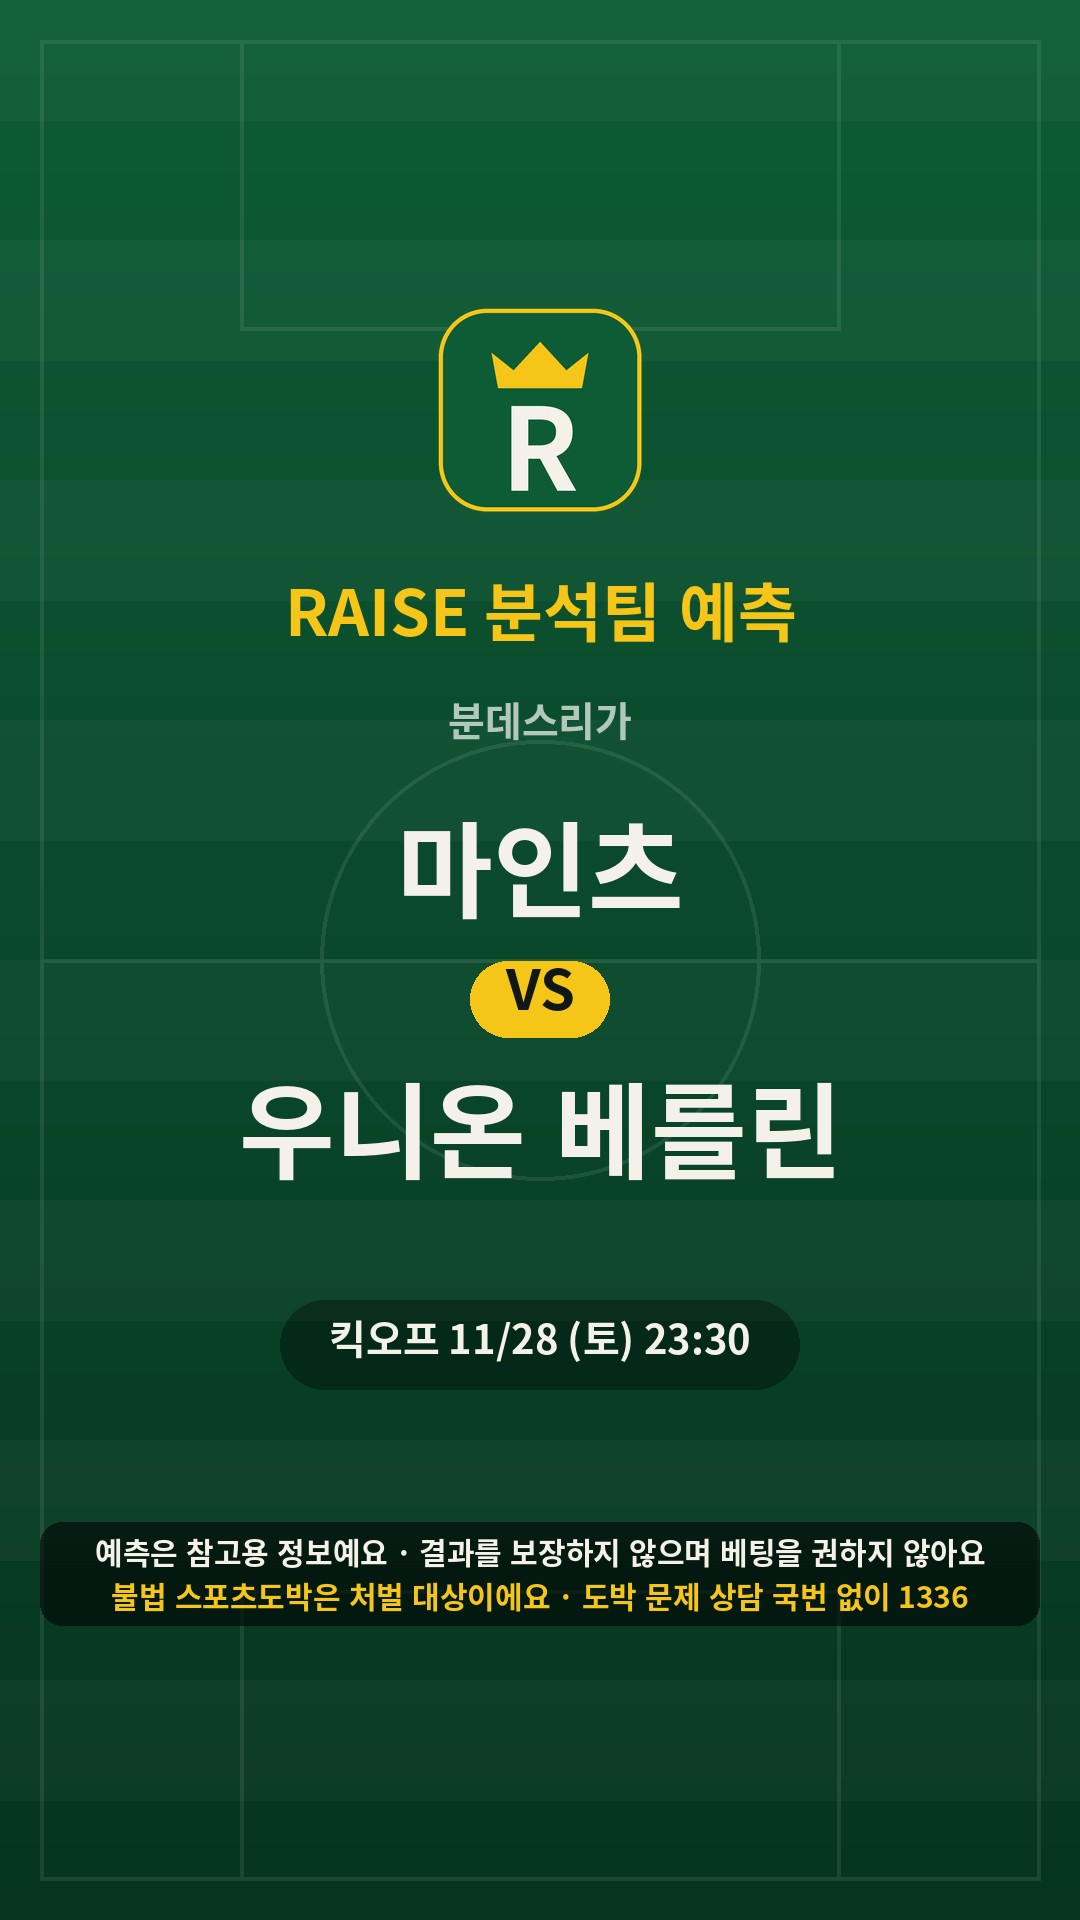 R
RAISE 분석팀 예측
분데스리가
마인츠
VS
우니온 베를린
킥오프 11/28 (토) 23:30
예측은 참고용 정보예요 · 결과를 보장하지 않으며 베팅을 권하지 않아요
불법 스포츠도박은 처벌 대상이에요 · 도박 문제 상담 국번 없이 1336